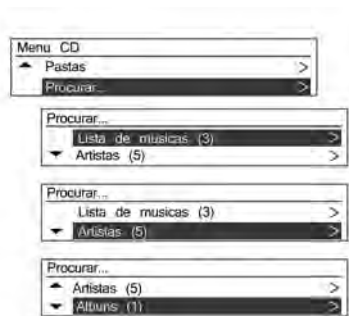 Menu CD
Pastas >
Procurar... >
Procurar...
Lista de musicas (3) >
Artistas (5) >
Procurar...
Lista de musicas (3) >
Artistas (5) >
Procurar...
Artistas (5) >
Albuns (1) >